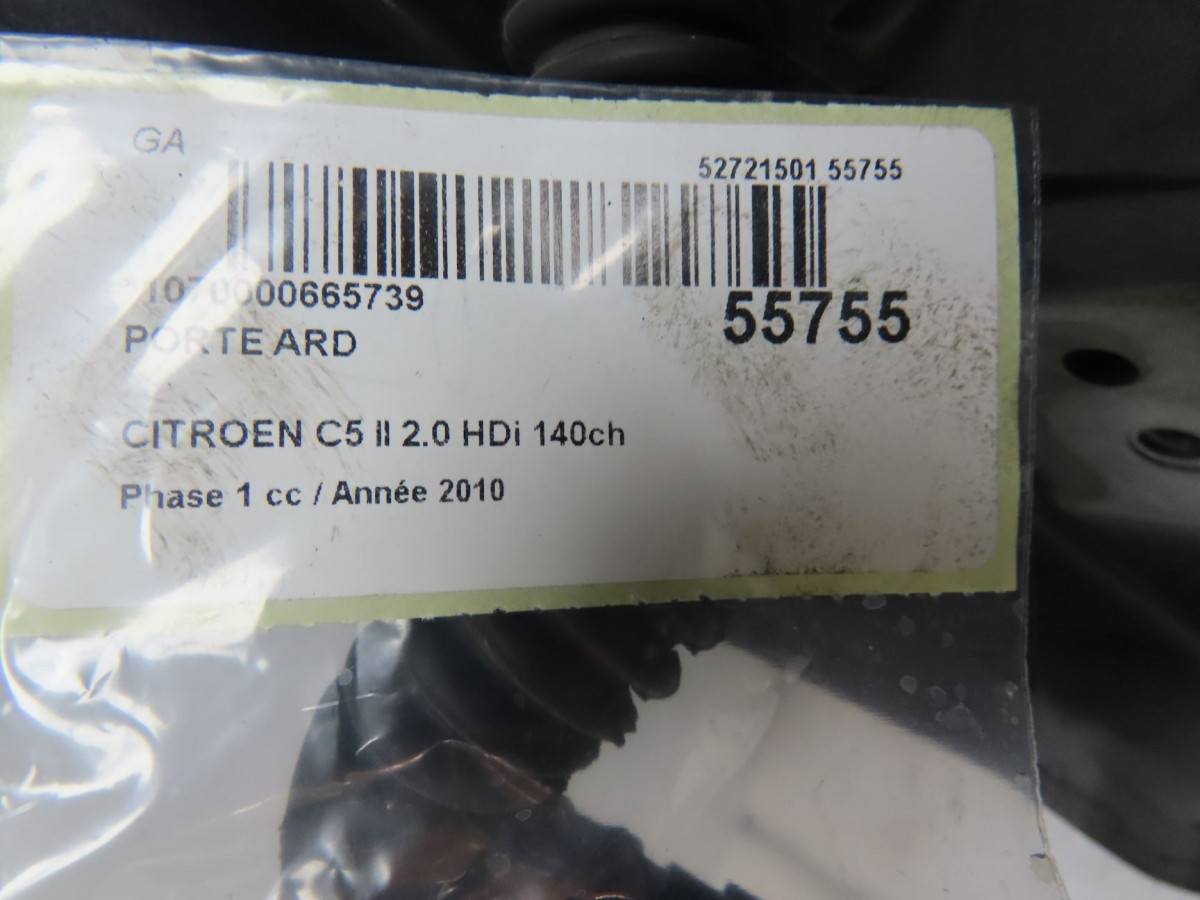 GA
52721501 55755
*1070000665739
55755
PORTE ARD
CITROEN C5 II 2.0 HDi 140ch
Phase 1 cc / Année 2010